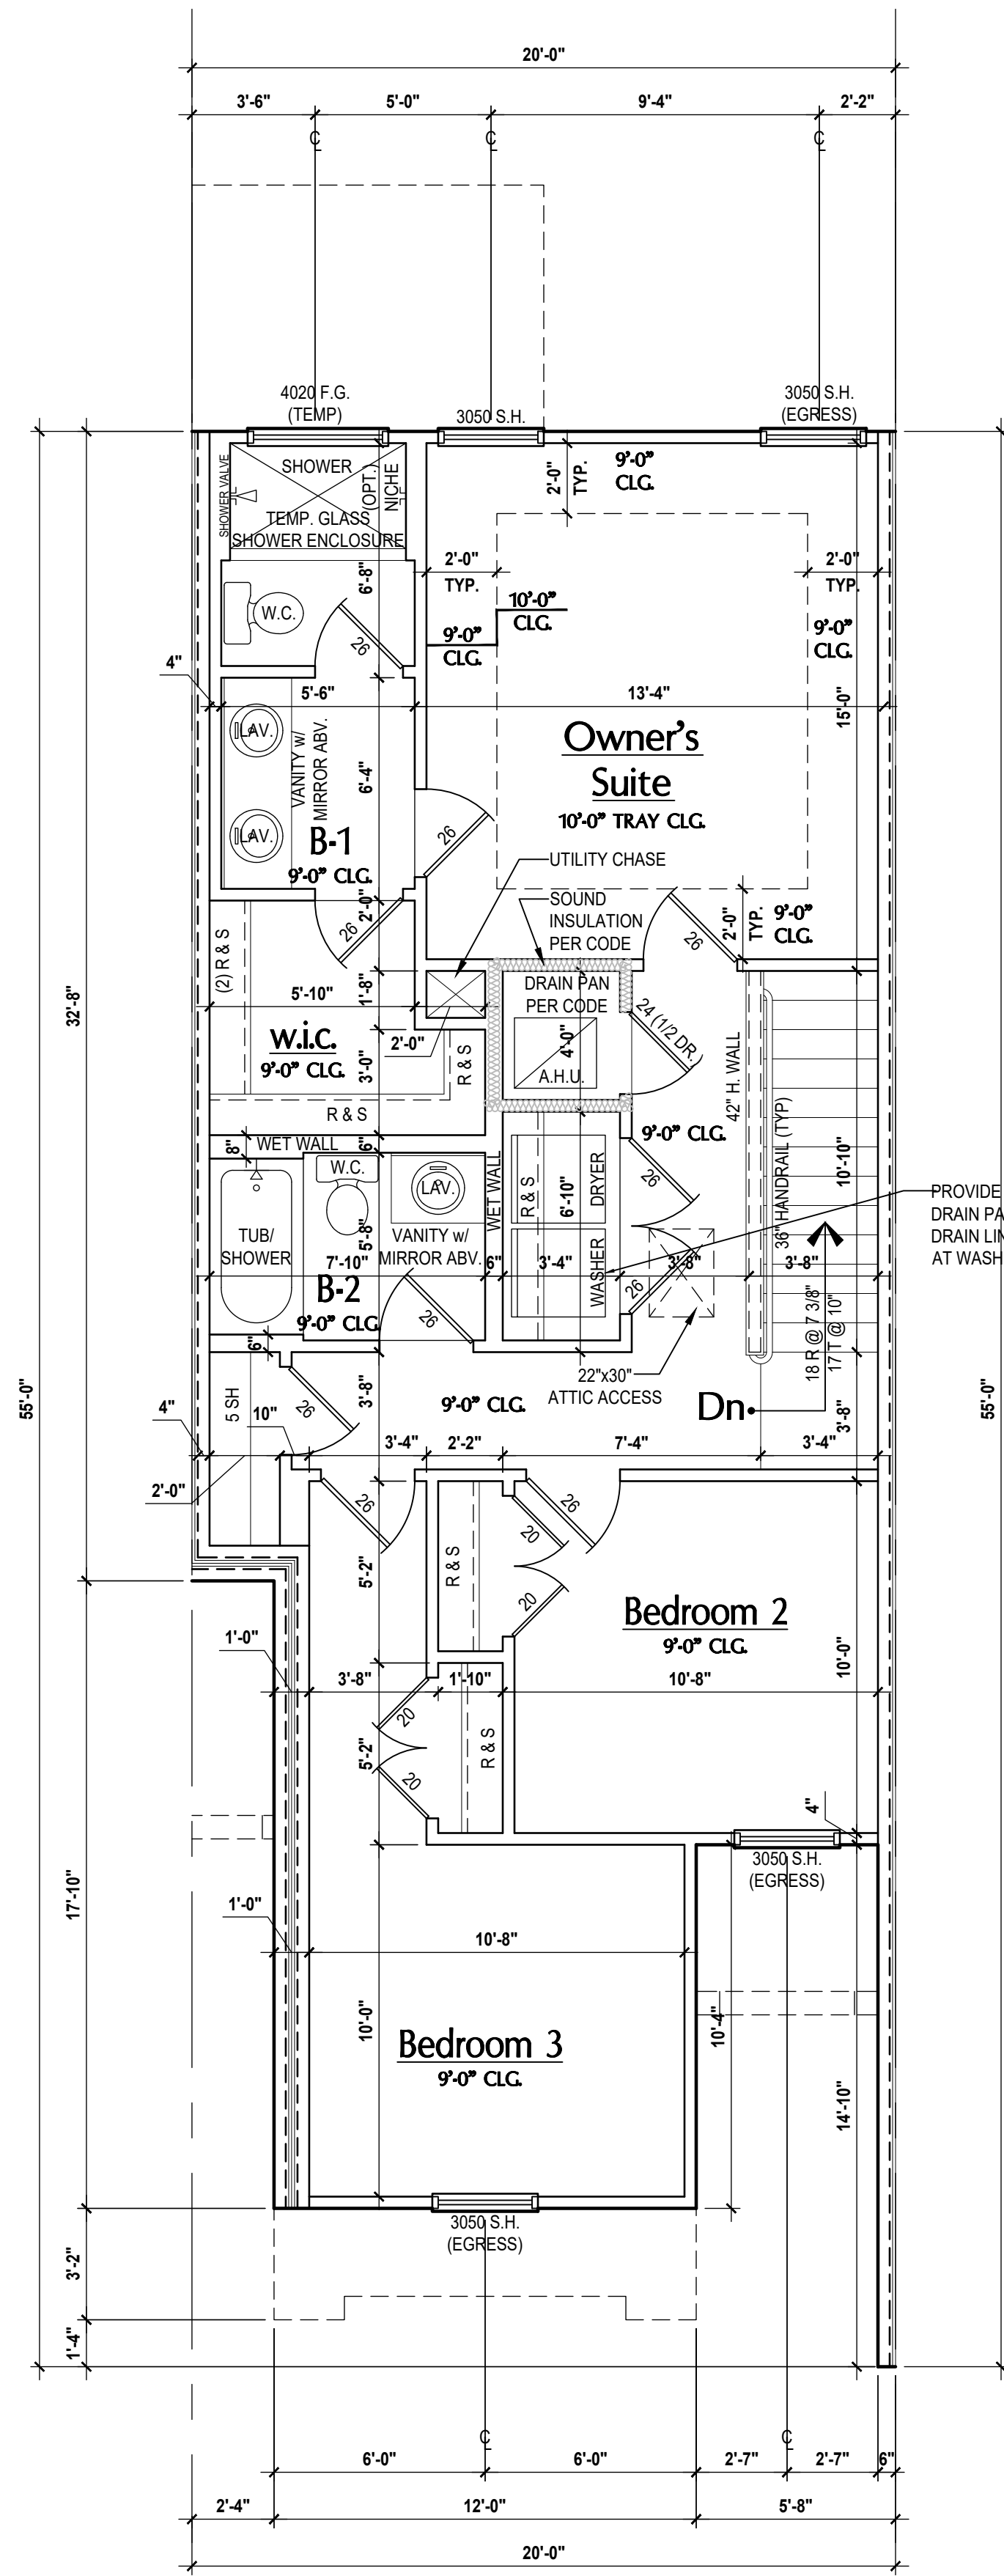 20'-0"
3'-6" 5'-0" 9'-4" 2'-2"
C L C L C L
4020 F.G.
(TEMP)
3050 S.H.
3050 S.H.
(EGRESS)
SHOWER VALVE
SHOWER
(OPT.)
NICHE
TEMP. GLASS
SHOWER ENCLOSURE
2'-0"
TYP.
9'-0"
CLG.
6'-8"
2'-0"
TYP.
2'-0"
TYP.
10'-0"
CLG.
9'-0"
CLG.
9'-0"
CLG.
W.C.
26
4"
5'-6"
13'-4"
15'-0"
LAV.
LAV.
VANITY w/
MIRROR ABV.
6'-4"
Owner's
Suite
10'-0" TRAY CLG.
B-1
9'-0" CLG.
26
UTILITY CHASE
SOUND
INSULATION
PER CODE
2'-0"
26
26
2'-0"
TYP.
9'-0"
CLG.
32'-8"
(2) R & S
5'-10"
1'-8"
DRAIN PAN
PER CODE
24 (1/2 DR.)
4'-0"
A.H.U.
2'-0"
w.i.c.
9'-0" CLG.
3'-0"
R & S
R & S
42" H. WALL
36" HANDRAIL (TYP)
9'-0" CLG.
10'-10"
8"
WET WALL
6"
W.C.
LAV.
WET WALL
R & S
6'-10"
DRYER
WASHER
26
26
PROVIDE
DRAIN PA
DRAIN LIN
AT WASH
TUB/
SHOWER
5'-8"
VANITY w/
MIRROR ABV.
7'-10"
6"
3'-4"
3'-8"
3'-8"
B-2
9'-0" CLG.
26
18 R @ 7 3/8"
17 T @ 10"
6"
22"x30"
ATTIC ACCESS
55'-0"
55'-0"
5 SH
26
3'-8"
9'-0" CLG.
Dn
3'-8"
4"
10"
3'-4"
2'-2"
7'-4"
3'-4"
2'-0"
26
26
R & S
20
20
5'-2"
Bedroom 2
9'-0" CLG.
10'-0"
1'-0"
3'-8"
1'-10"
10'-8"
20
20
5'-2"
R & S
4"
3050 S.H.
(EGRESS)
17'-10"
1'-0"
10'-8"
10'-0"
10'-4"
Bedroom 3
9'-0" CLG.
14'-10"
3050 S.H.
(EGRESS)
3'-2"
1'-4"
C L C L
6'-0" 6'-0" 2'-7" 2'-7" 6"
2'-4" 12'-0" 5'-8"
20'-0"